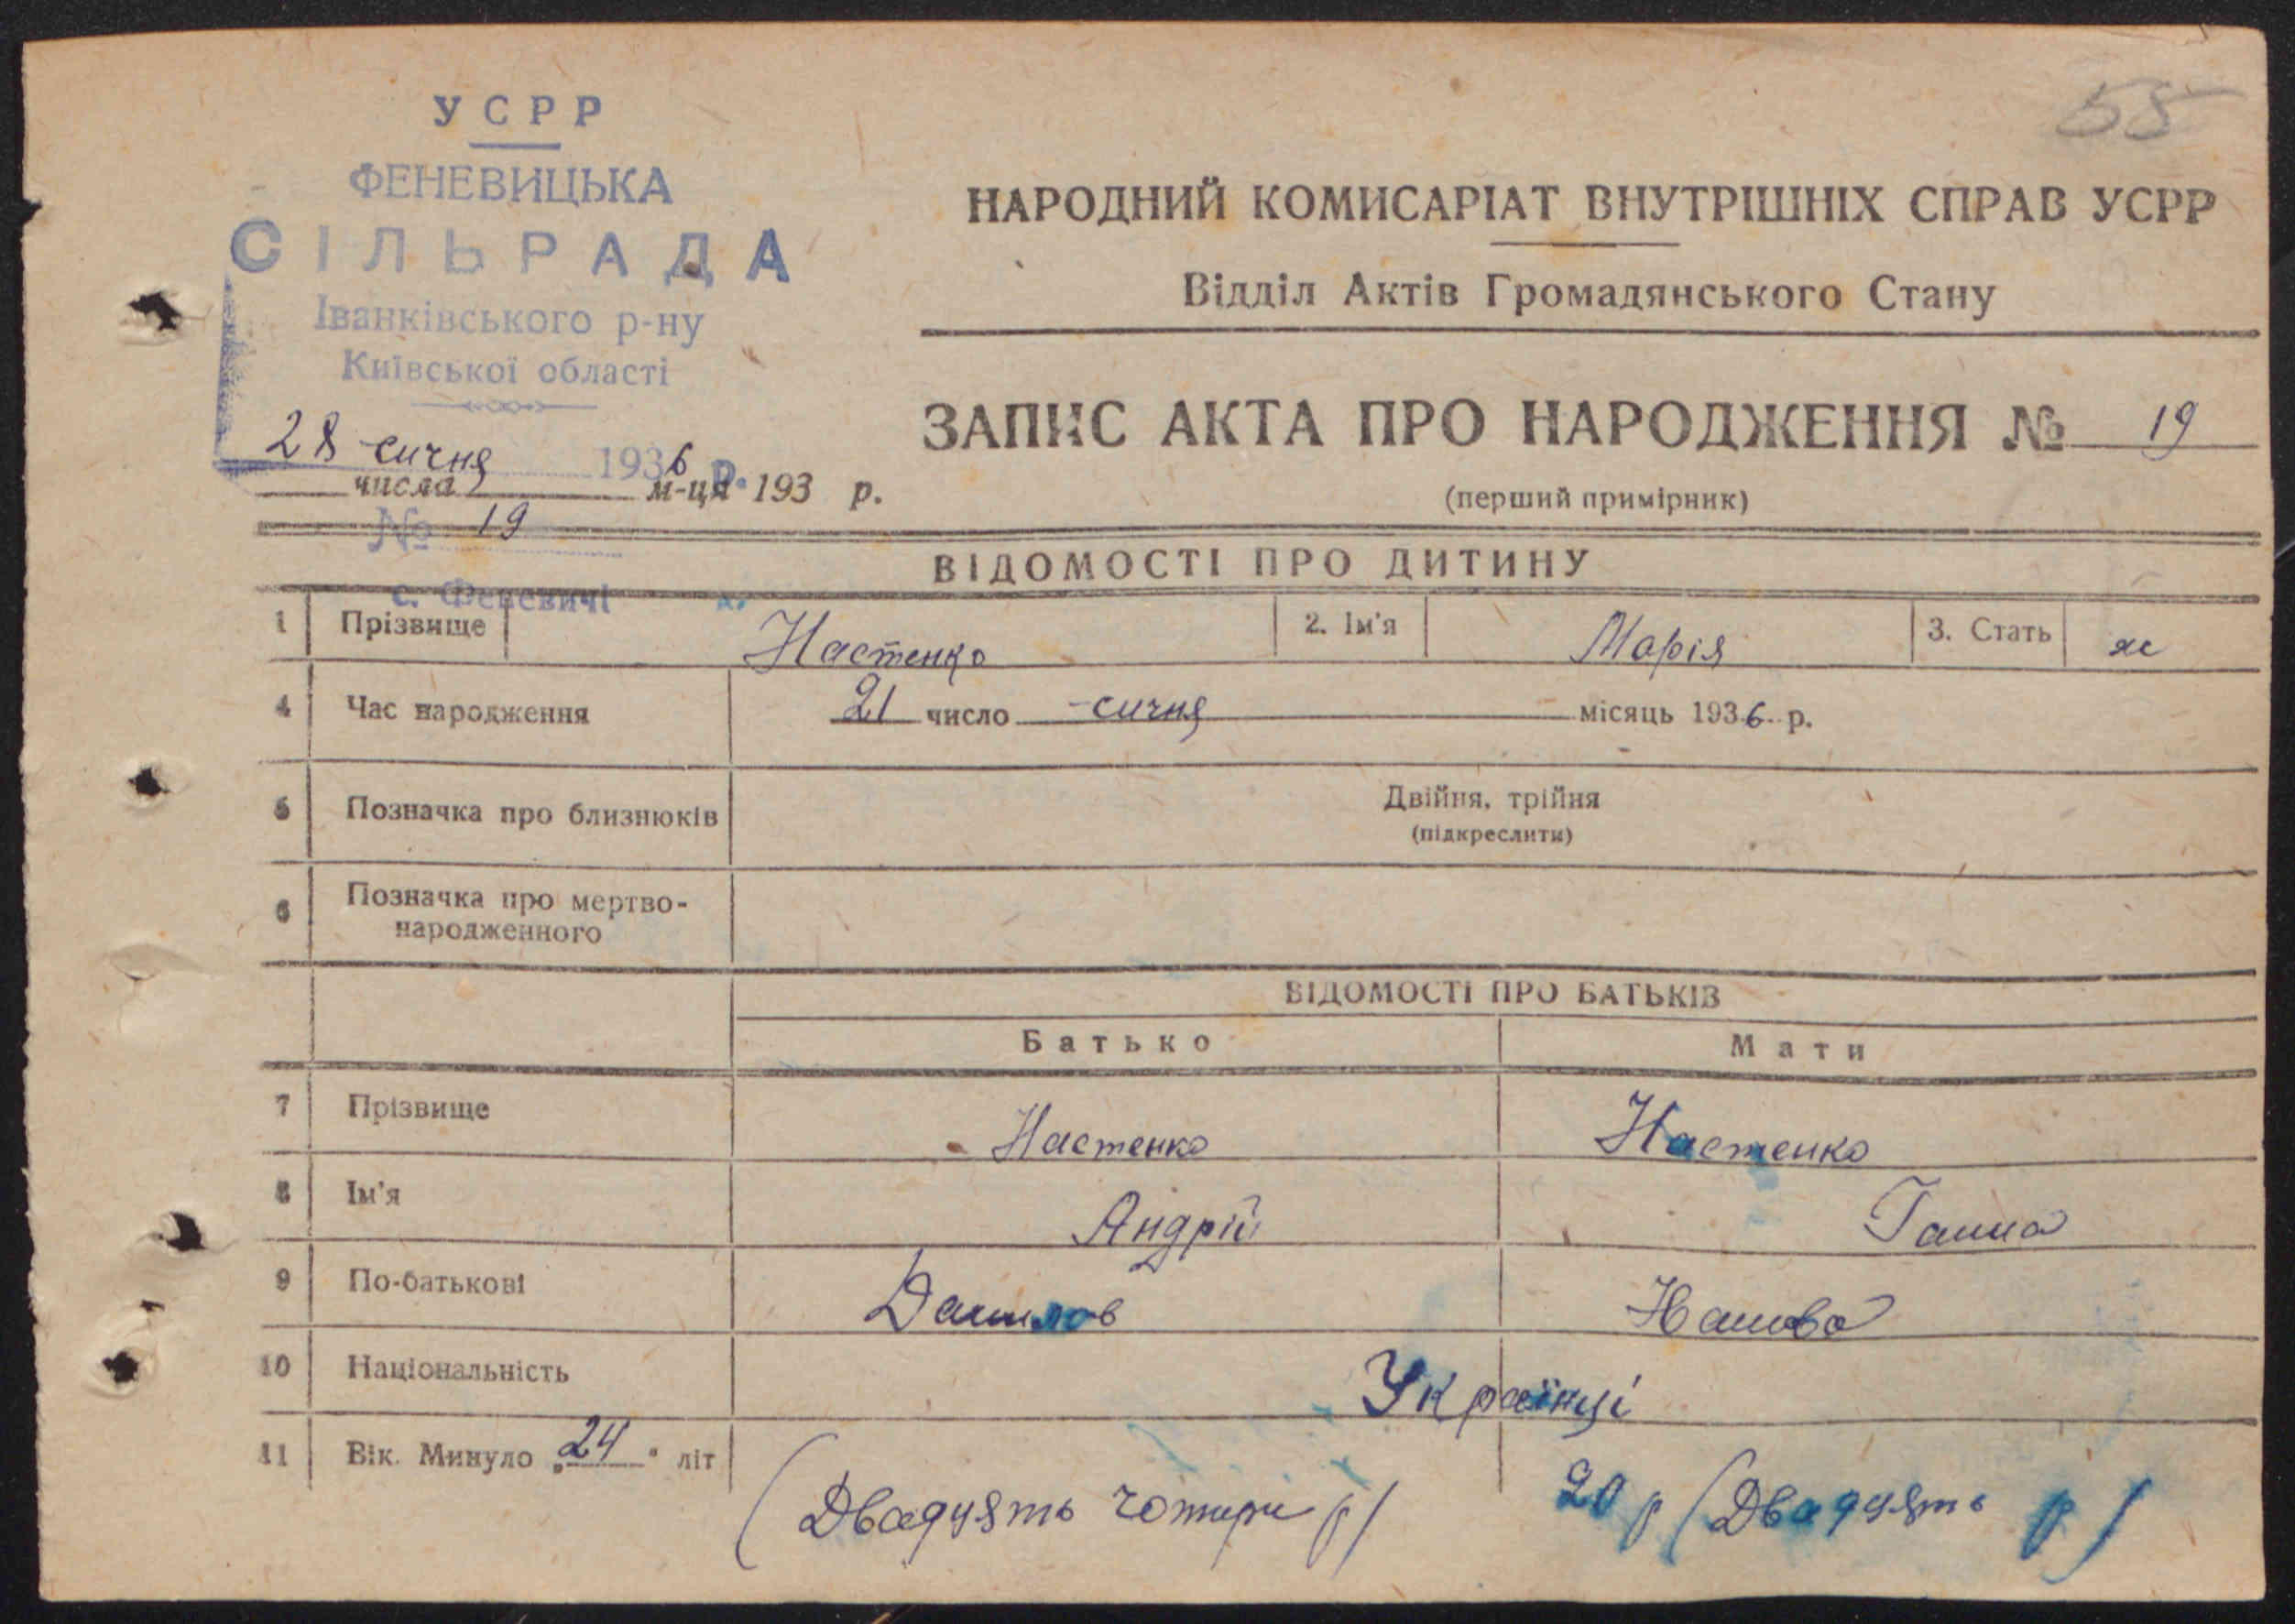 58
УСРР
ФЕНЕВИЦЬКА
СІЛЬРАДА
Іванківського р-ну
Київської області
28 січня 1936 р.
числа м-ця 193 р.
№ 19
с. Феневичі
НАРОДНИЙ КОМИСАРІАТ ВНУТРІШНІХ СПРАВ УСРР
Відділ Актів Громадянського Стану
ЗАПИС АКТА ПРО НАРОДЖЕННЯ № 19
(перший примірник)
ВІДОМОСТІ ПРО ДИТИНУ
1 Прізвище Настенко 2. Ім'я Марія 3. Стать ж
4 Час народження 21 число січня місяць 1936 р.
5 Позначка про близнюків Двійня, трійня
(підкреслити)
6 Позначка про мертво-
народженного
ВІДОМОСТІ ПРО БАТЬКІВ
Батько Мати
7 Прізвище Настенко Настенко
8 Ім'я Андрій Ганна
9 По-батькові Данилов
10 Національність Українці
11 Вік. Минуло „24" літ (Двадцять чотири р) 20 р (Двадцять р)